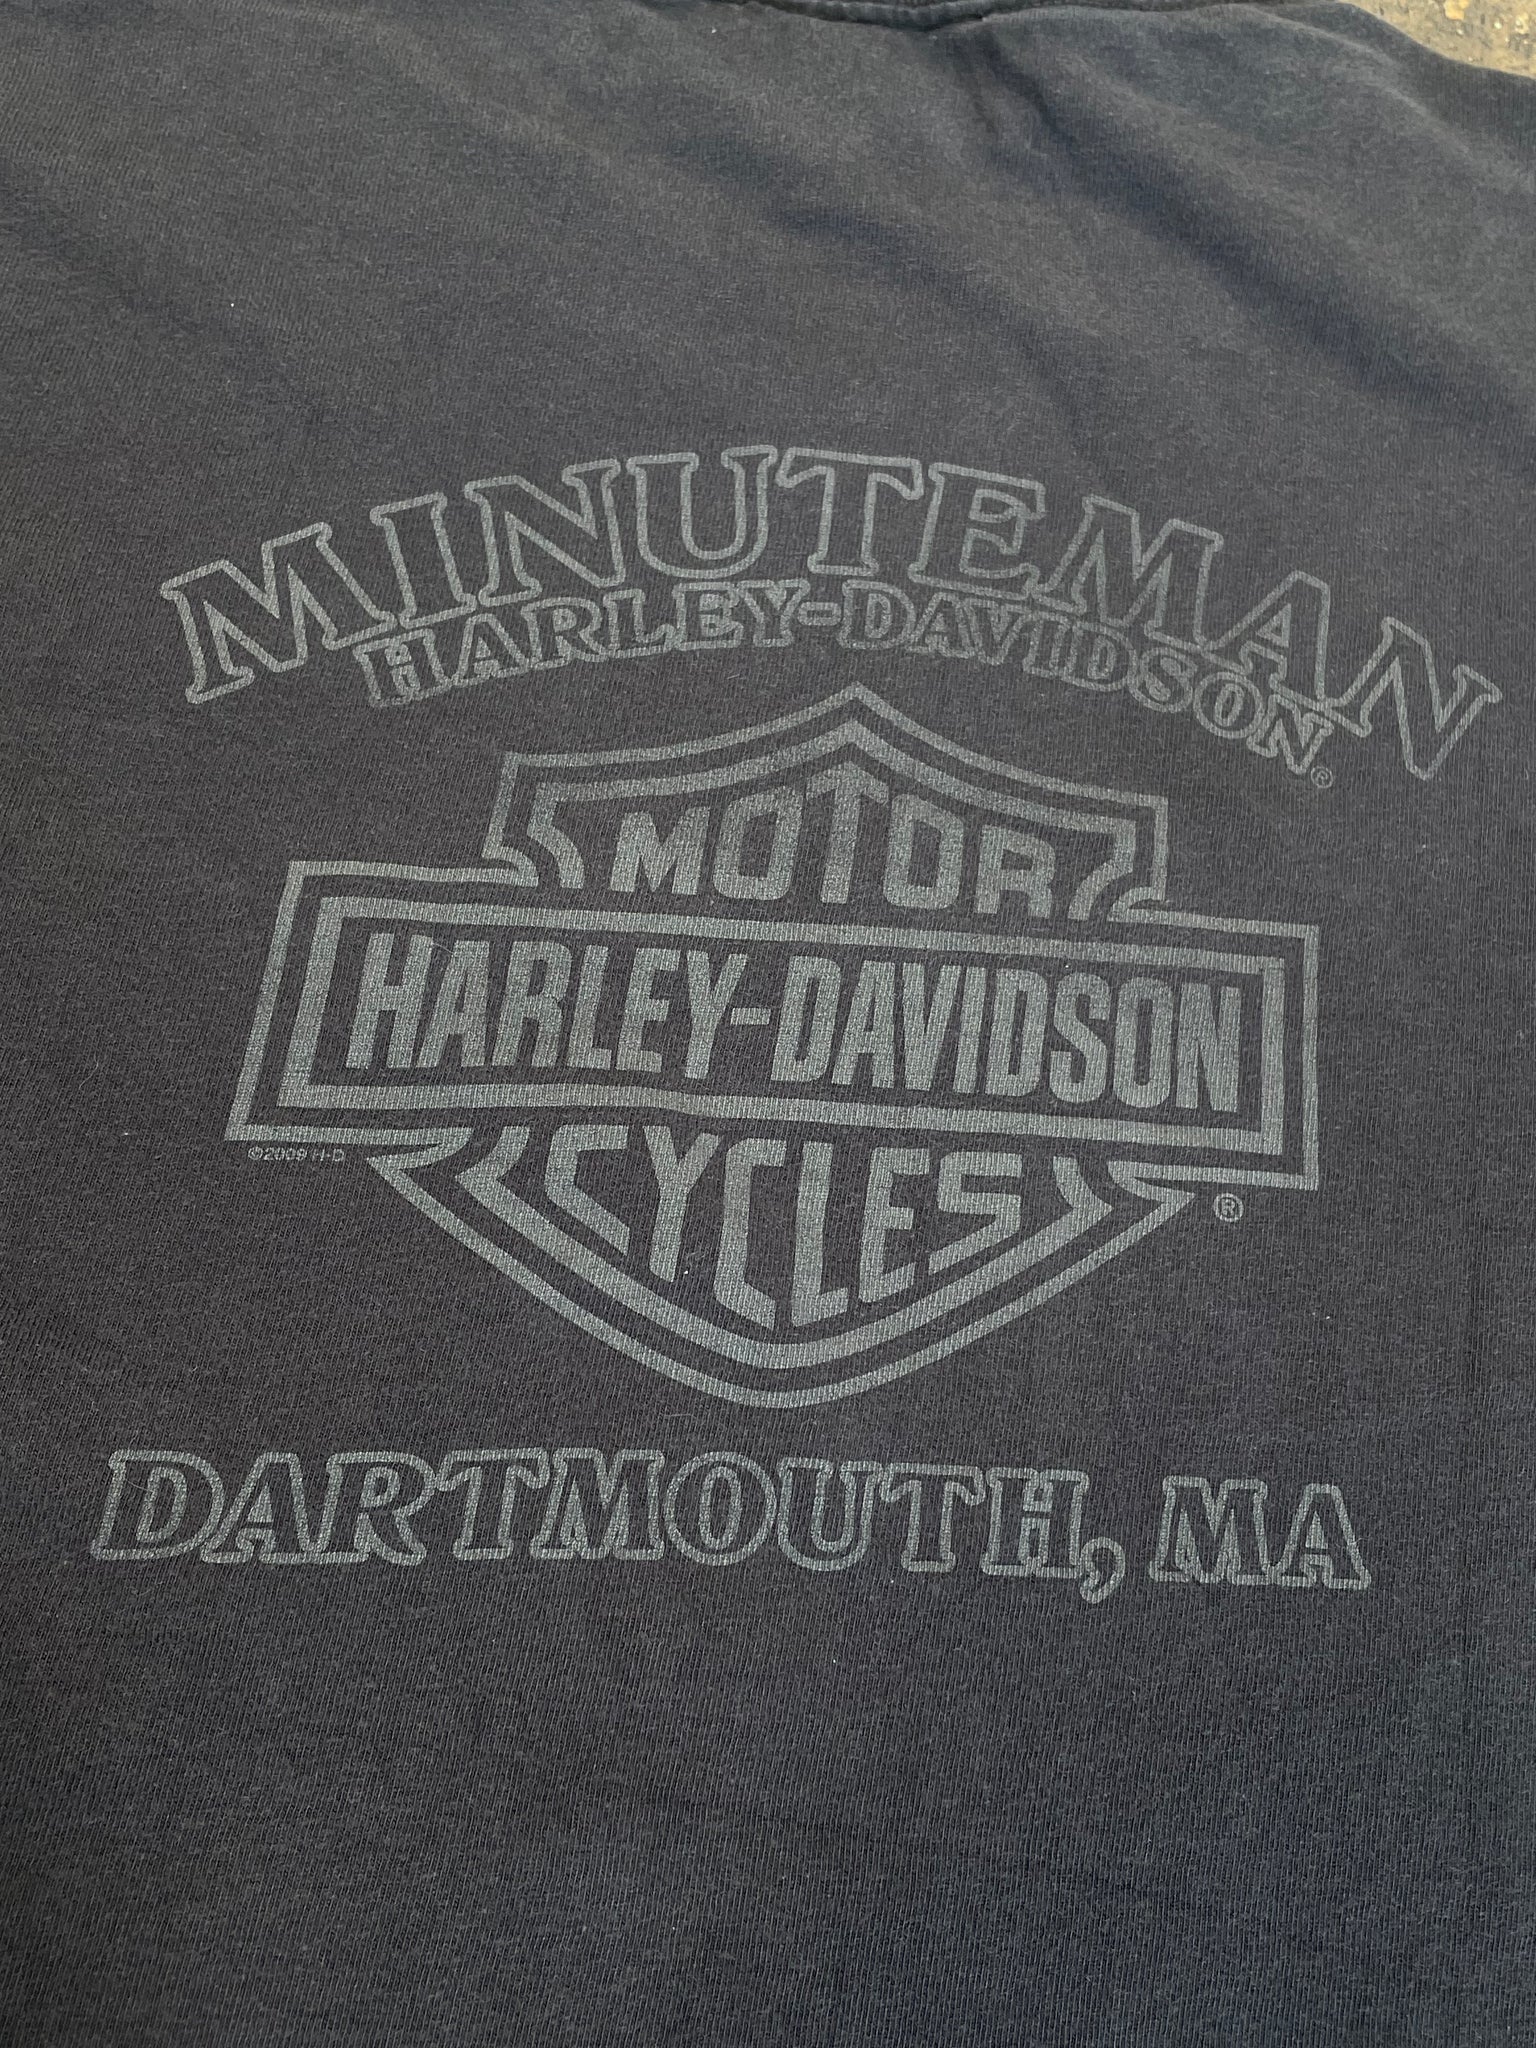 MINUTEMAN
HARLEY-DAVIDSON®
MOTOR
HARLEY-DAVIDSON
CYCLES
©2009 H-D
®
DARTMOUTH, MA